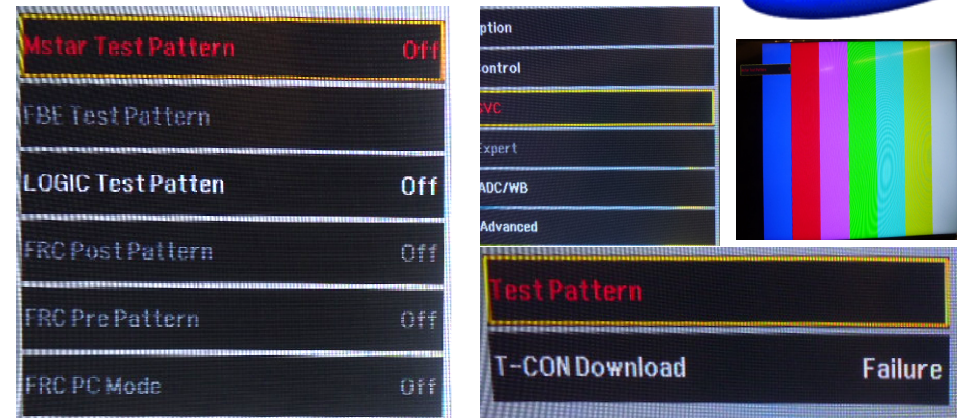 Mstar Test Pattern Off
FBE Test Pattern
LOGIC Test Patten Off
FRC Post Pattern Off
FRC Pre Pattern Off
FRC PC Mode Off
ption
ontrol
SVC
Expert
ADC/WB
Advanced
Test Pattern
T-CON Download Failure